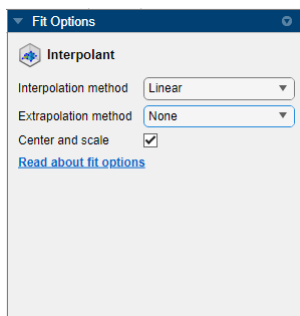 Fit Options
Interpolant
Interpolation method Linear
Extrapolation method None
Center and scale
Read about fit options